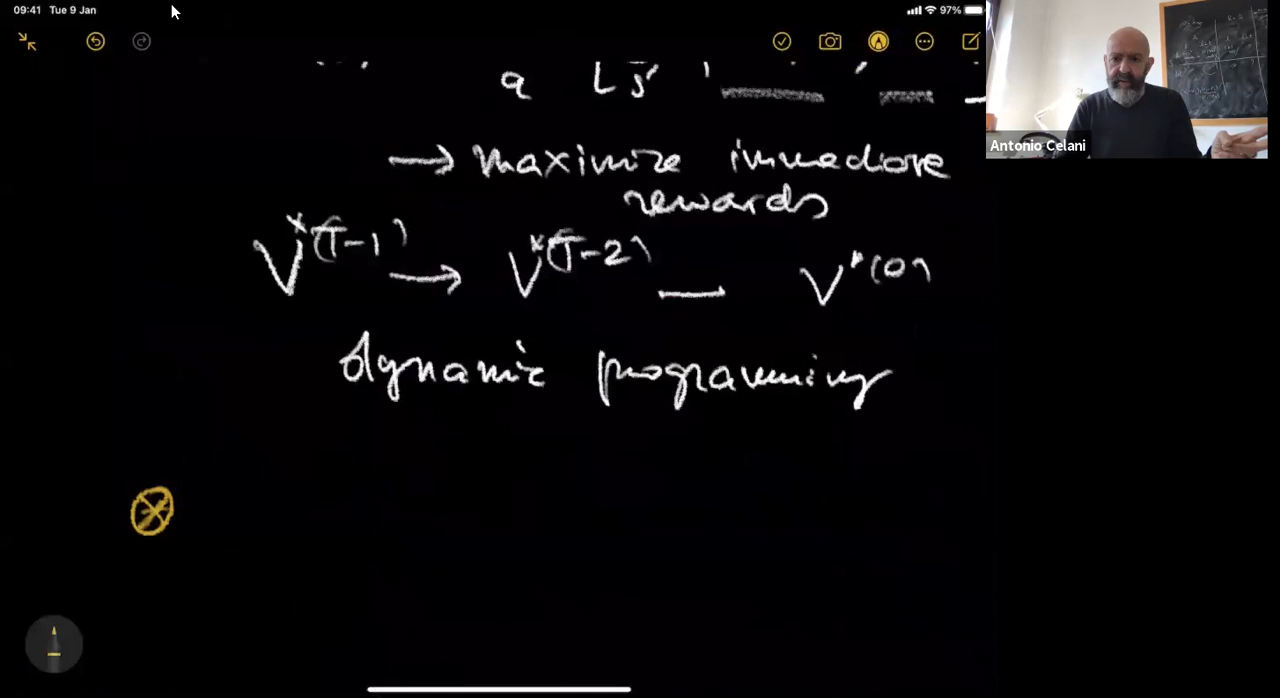 09:41 Tue 9 Jan 97%
a
→ maximize immediate
rewards
V*(T-1) → V*(T-2) — V*(0)
dynamic programming
Antonio Celani